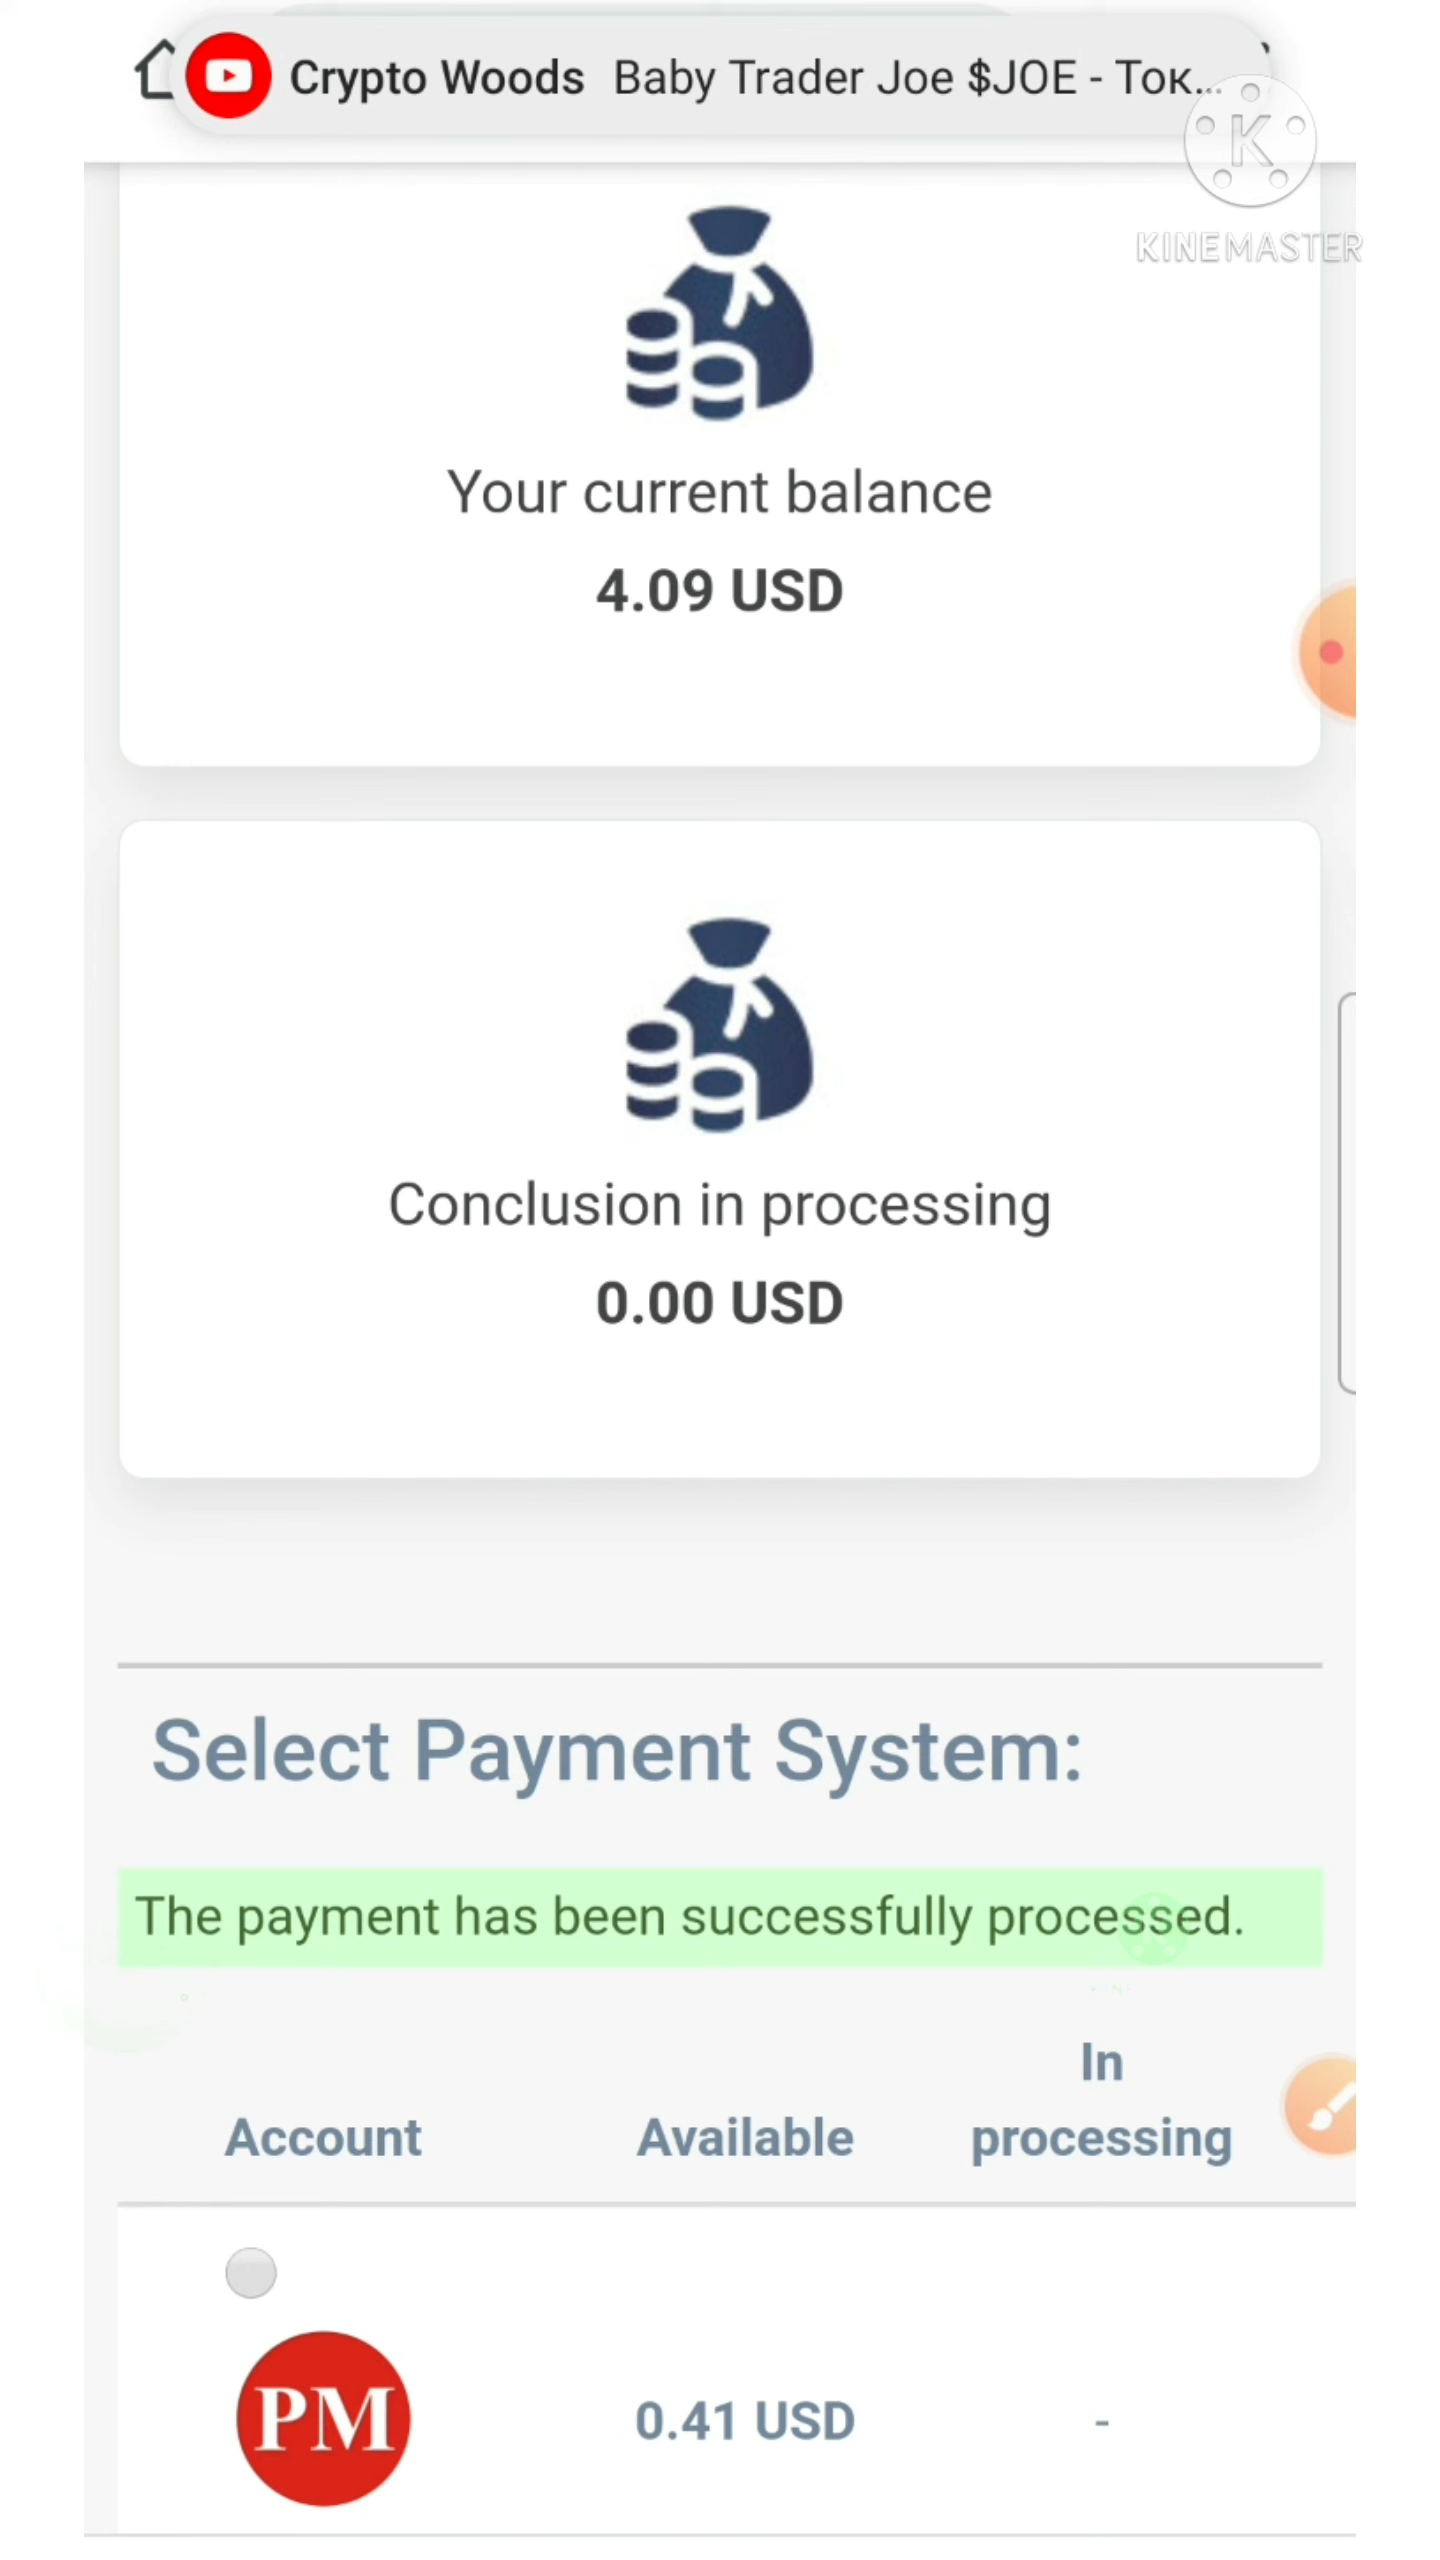 Crypto Woods Baby Trader Joe $JOE - Ток...
K
KINEMASTER
Your current balance
4.09 USD
Conclusion in processing
0.00 USD
Select Payment System:
The payment has been successfully processed.
Account Available In processing
PM 0.41 USD -